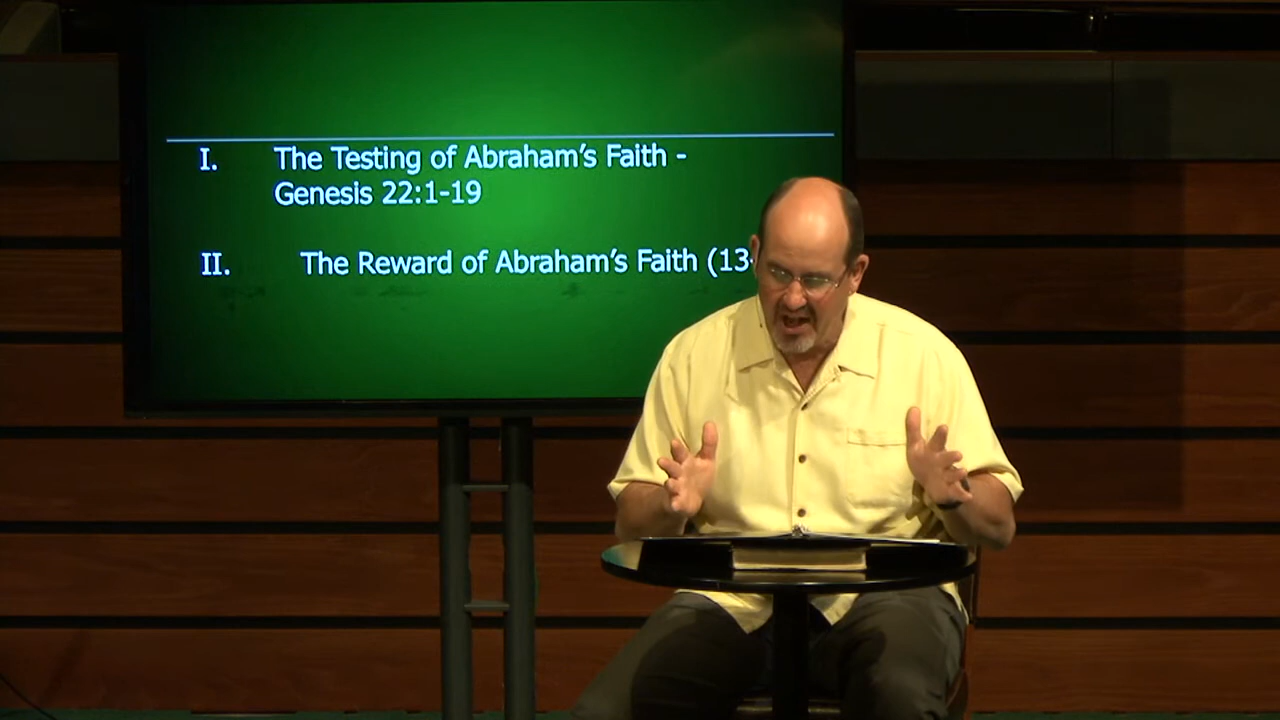 I. The Testing of Abraham's Faith -
Genesis 22:1-19
II. The Reward of Abraham's Faith (13-